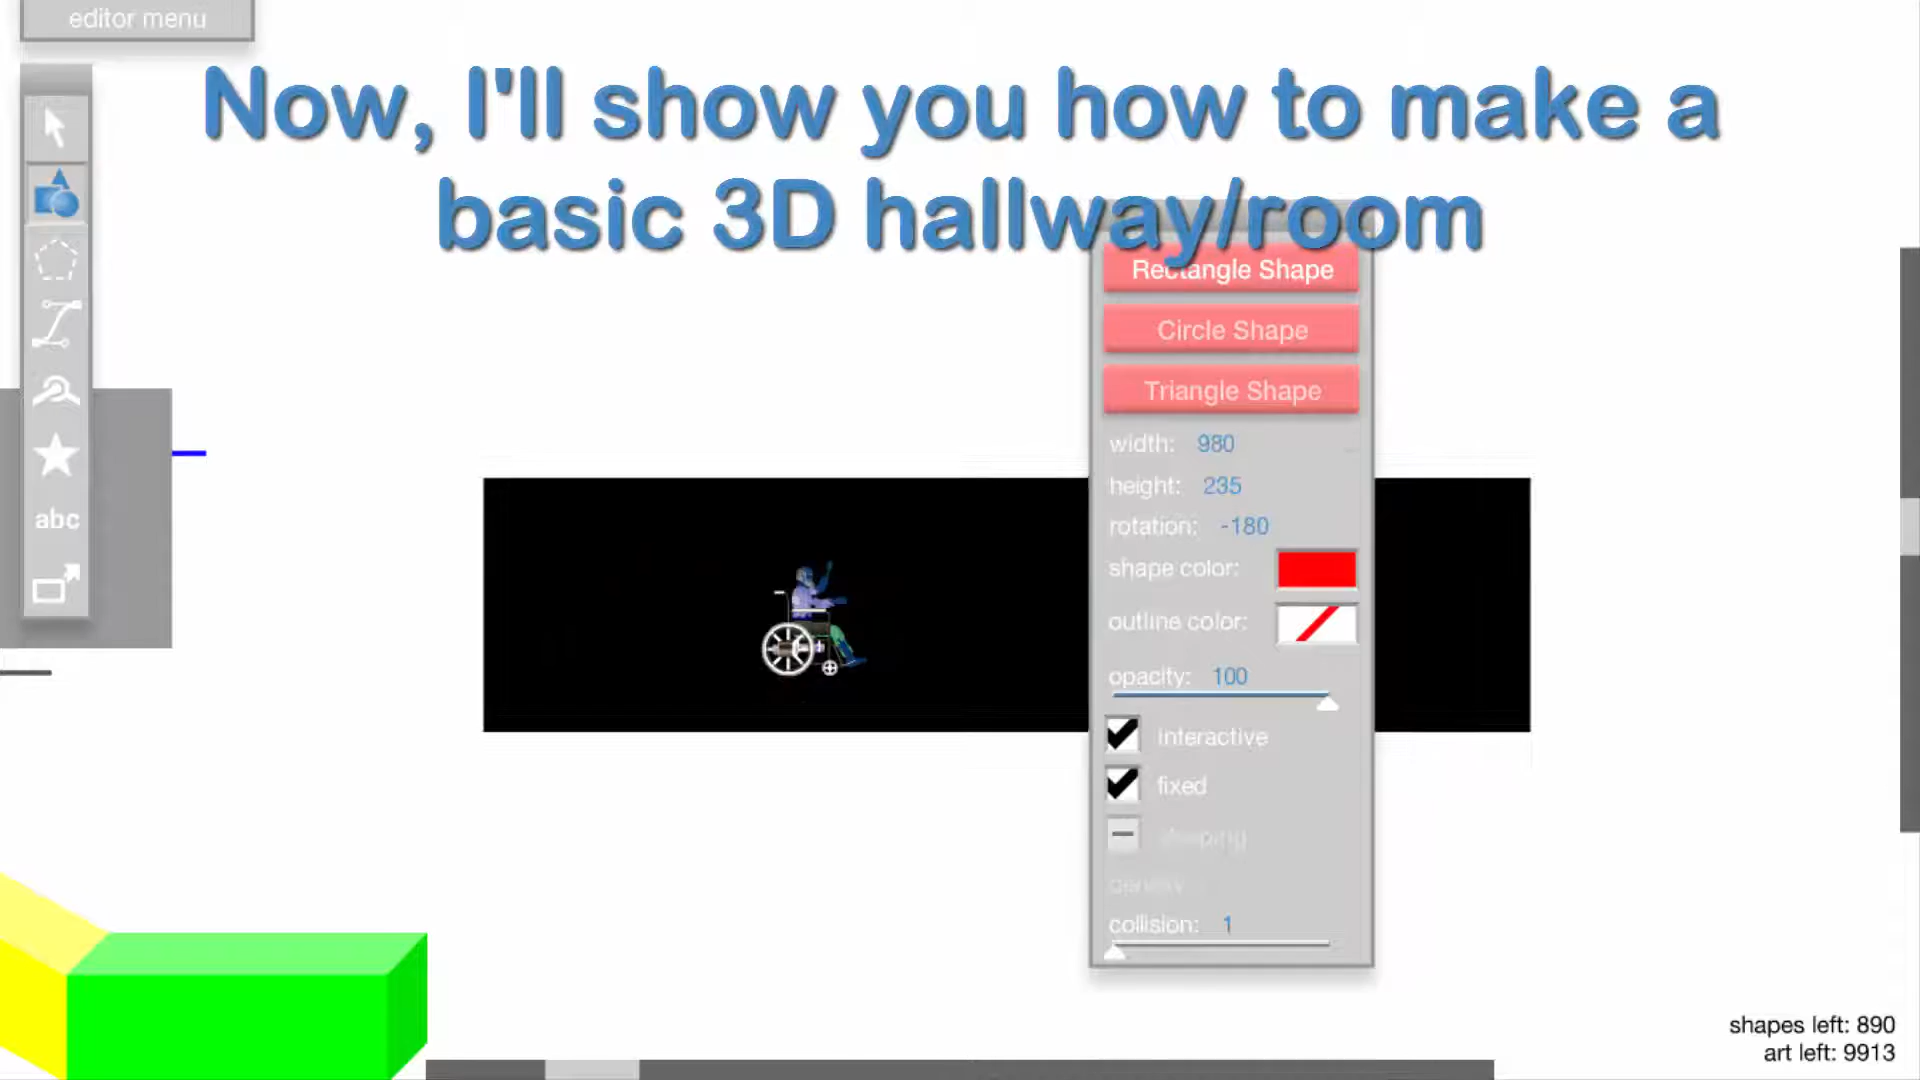 editor menu
Now, I'll show you how to make a
basic 3D hallway/room
Rectangle Shape
Circle Shape
Triangle Shape
width: 980
height: 235
rotation: -180
shape color:
outline color:
opacity: 100
interactive
fixed
sleeping
density
collision: 1
abc
shapes left: 890
art left: 9913